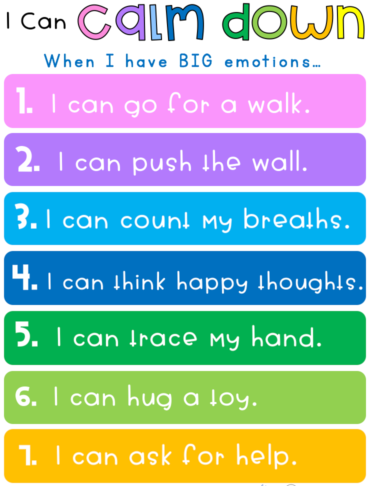 I Can calm down
When I have BIG emotions...
1. I can go for a walk.
2. I can push the wall.
3. I can count my breaths.
4. I can think happy thoughts.
5. I can trace my hand.
6. I can hug a toy.
7. I can ask for help.